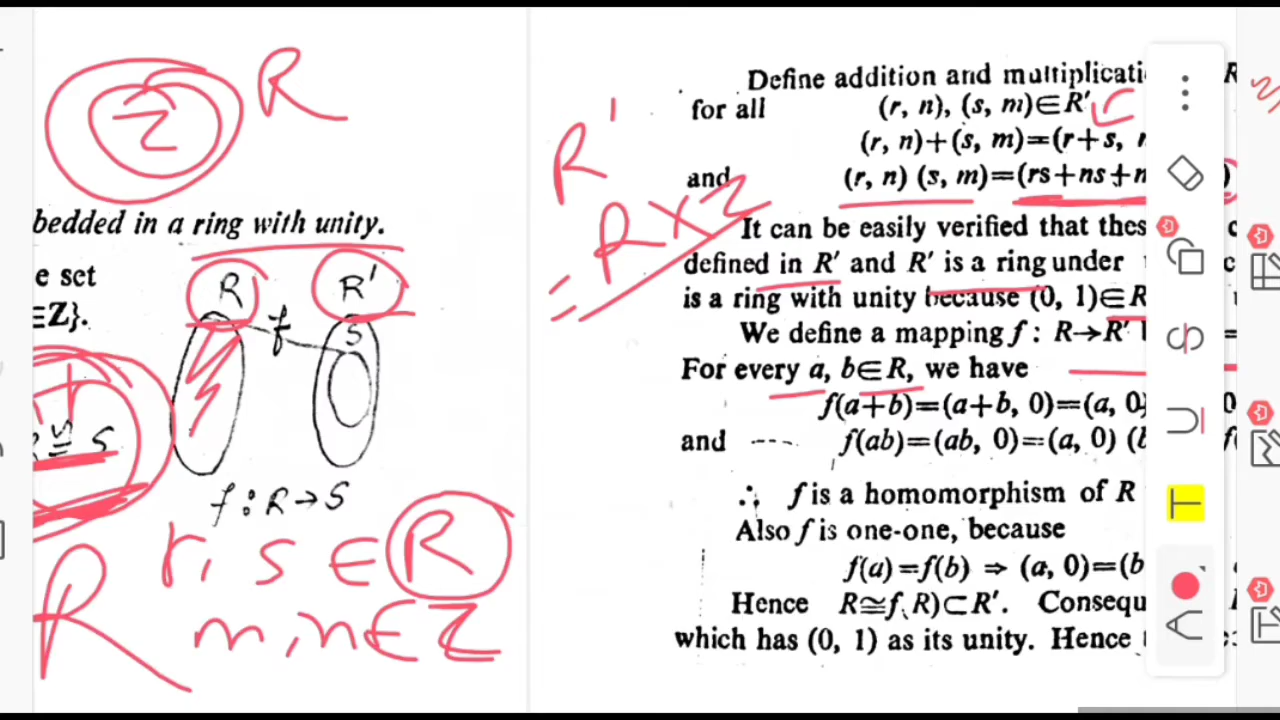 Z R
bedded in a ring with unity.
e set
∈Z}.
R R'
f S
≅ S
f : R → S
r, s ∈ R
R
m, n ∈ Z
R'
= R × Z
Define addition and multiplicati R
for all (r, n), (s, m)∈R'
(r, n)+(s, m)=(r+s,
and (r, n) (s, m)=(rs+ns+n )
It can be easily verified that thes c
defined in R' and R' is a ring under
is a ring with unity because (0, 1)∈R
We define a mapping f : R→R'
For every a, b∈R, we have
f(a+b)=(a+b, 0)=(a, 0
and f(ab)=(ab, 0)=(a, 0) (
∴ f is a homomorphism of R
Also f is one-one, because
f(a)=f(b) ⇒ (a, 0)=(b
Hence R≅f(R)⊂R'. Consequ
which has (0, 1) as its unity. Hence